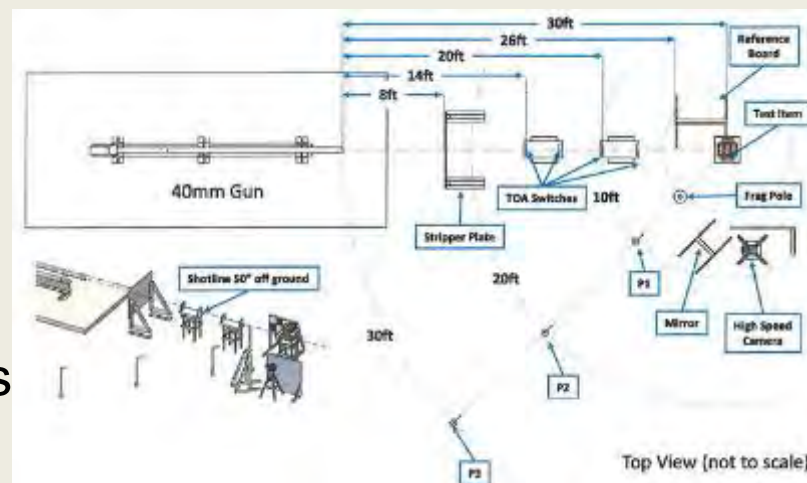 30ft
26ft
20ft
14ft
8ft
Reference
Board
Test Item
40mm Gun
TOA Switches
10ft
Frag Pole
Stripper Plate
Shotline 50" off ground
20ft
P1
Mirror
High Speed
Camera
30ft
s
P2
P3
Top View (not to scale)